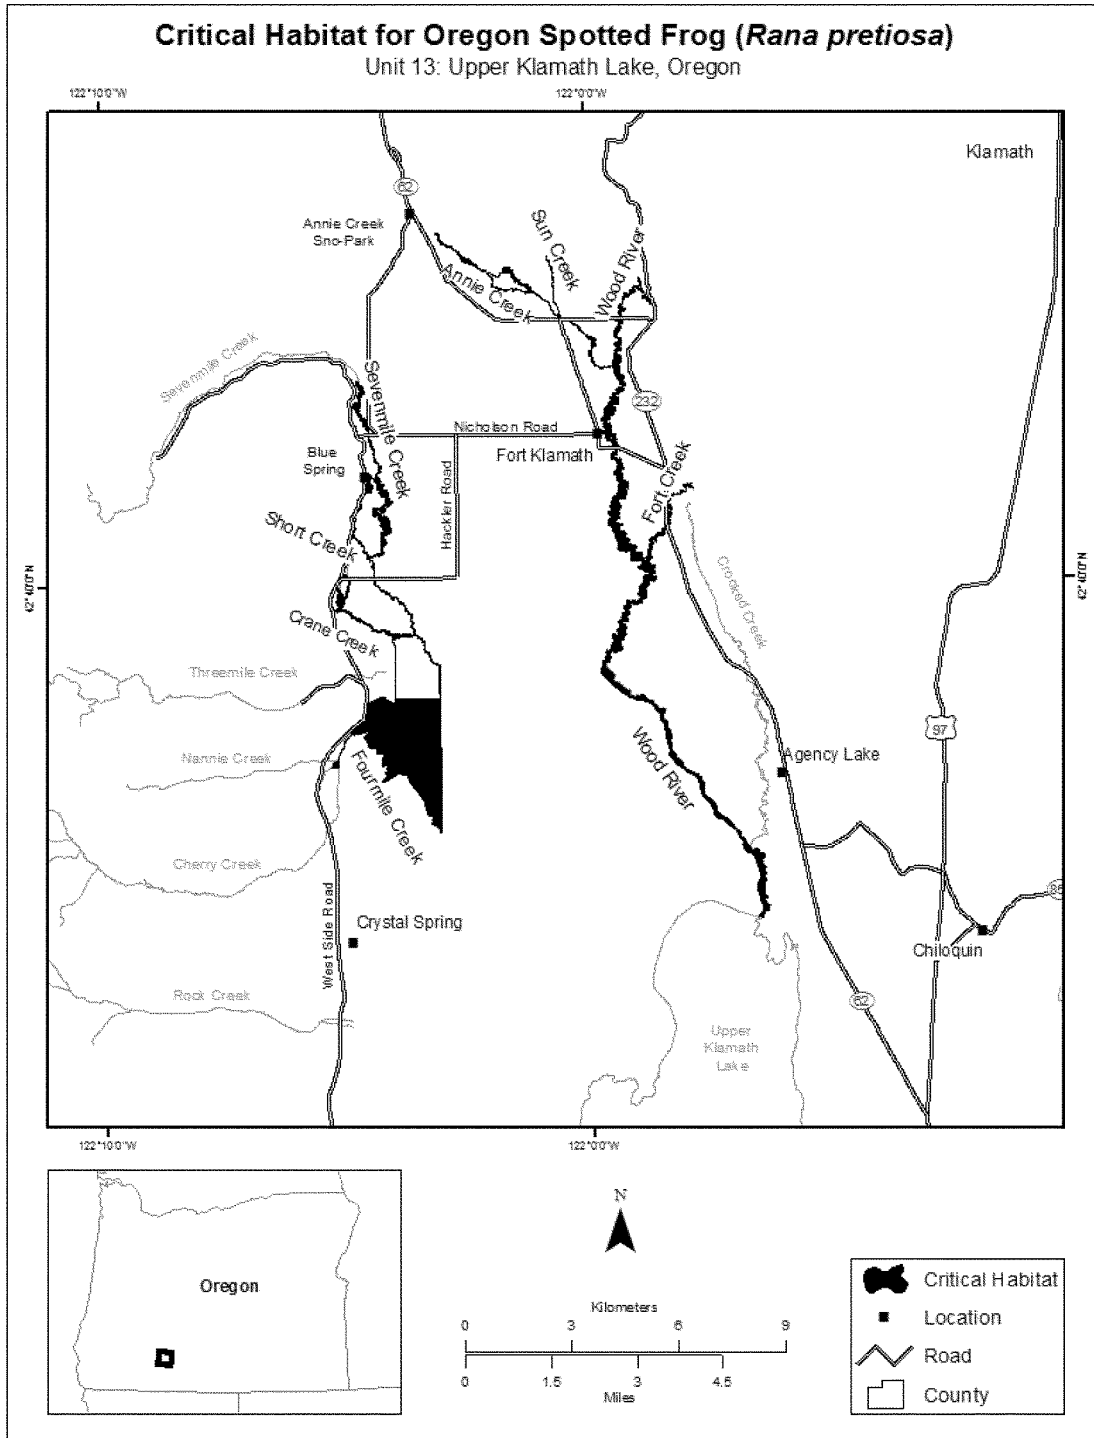 Critical Habitat for Oregon Spotted Frog (Rana pretiosa)
Unit 13: Upper Klamath Lake, Oregon
122°10'0"W
122°0'0"W
Klamath
62
Annie Creek
Sno-Park
Sun Creek
Wood River
Annie Creek
Sevenmile Creek
Sevenmile Creek
232
Nicholson Road
Fort Klamath
Blue
Spring
Hackler Road
Fort Creek
Short Creek
Crooked Creek
42°40'0"N
42°40'0"N
Crane Creek
Threemile Creek
97
Nannie Creek
Wood River
Agency Lake
Fourmile Creek
Cherry Creek
West Side Road
Crystal Spring
Chiloquin
Rock Creek
62
Upper
Klamath
Lake
122°10'0"W
122°0'0"W
Oregon
N
Kilometers
0 3 6 9
0 1.5 3 4.5
Miles
Critical Habitat
Location
Road
County